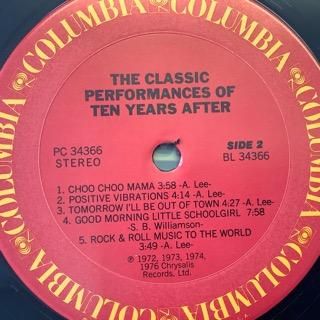 COLUMBIA COLUMBIA COLUMBIA COLUMBIA COLUMBIA
THE CLASSIC
PERFORMANCES OF
TEN YEARS AFTER
PC 34366
STEREO
SIDE 2
BL 34366
1. CHOO CHOO MAMA 3:58 -A. Lee-
2. POSITIVE VIBRATIONS 4:14 -A. Lee-
3. TOMORROW I'LL BE OUT OF TOWN 4:27 -A. Lee-
4. GOOD MORNING LITTLE SCHOOLGIRL 7:58
-S. B. Williamson-
5. ROCK & ROLL MUSIC TO THE WORLD
3:49 -A. Lee-
℗ 1972, 1973, 1974,
1976 Chrysalis
Records, Ltd.